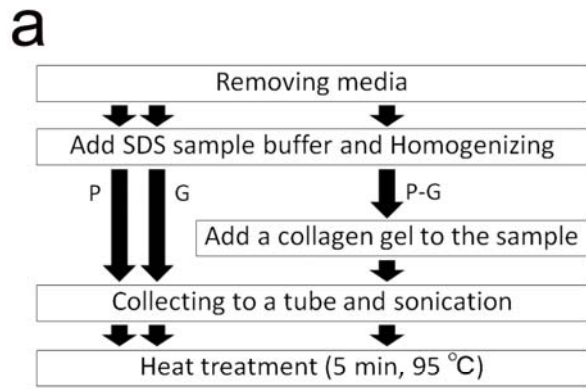 a
Removing media
Add SDS sample buffer and Homogenizing
P G P-G
Add a collagen gel to the sample
Collecting to a tube and sonication
Heat treatment (5 min, 95 ℃)